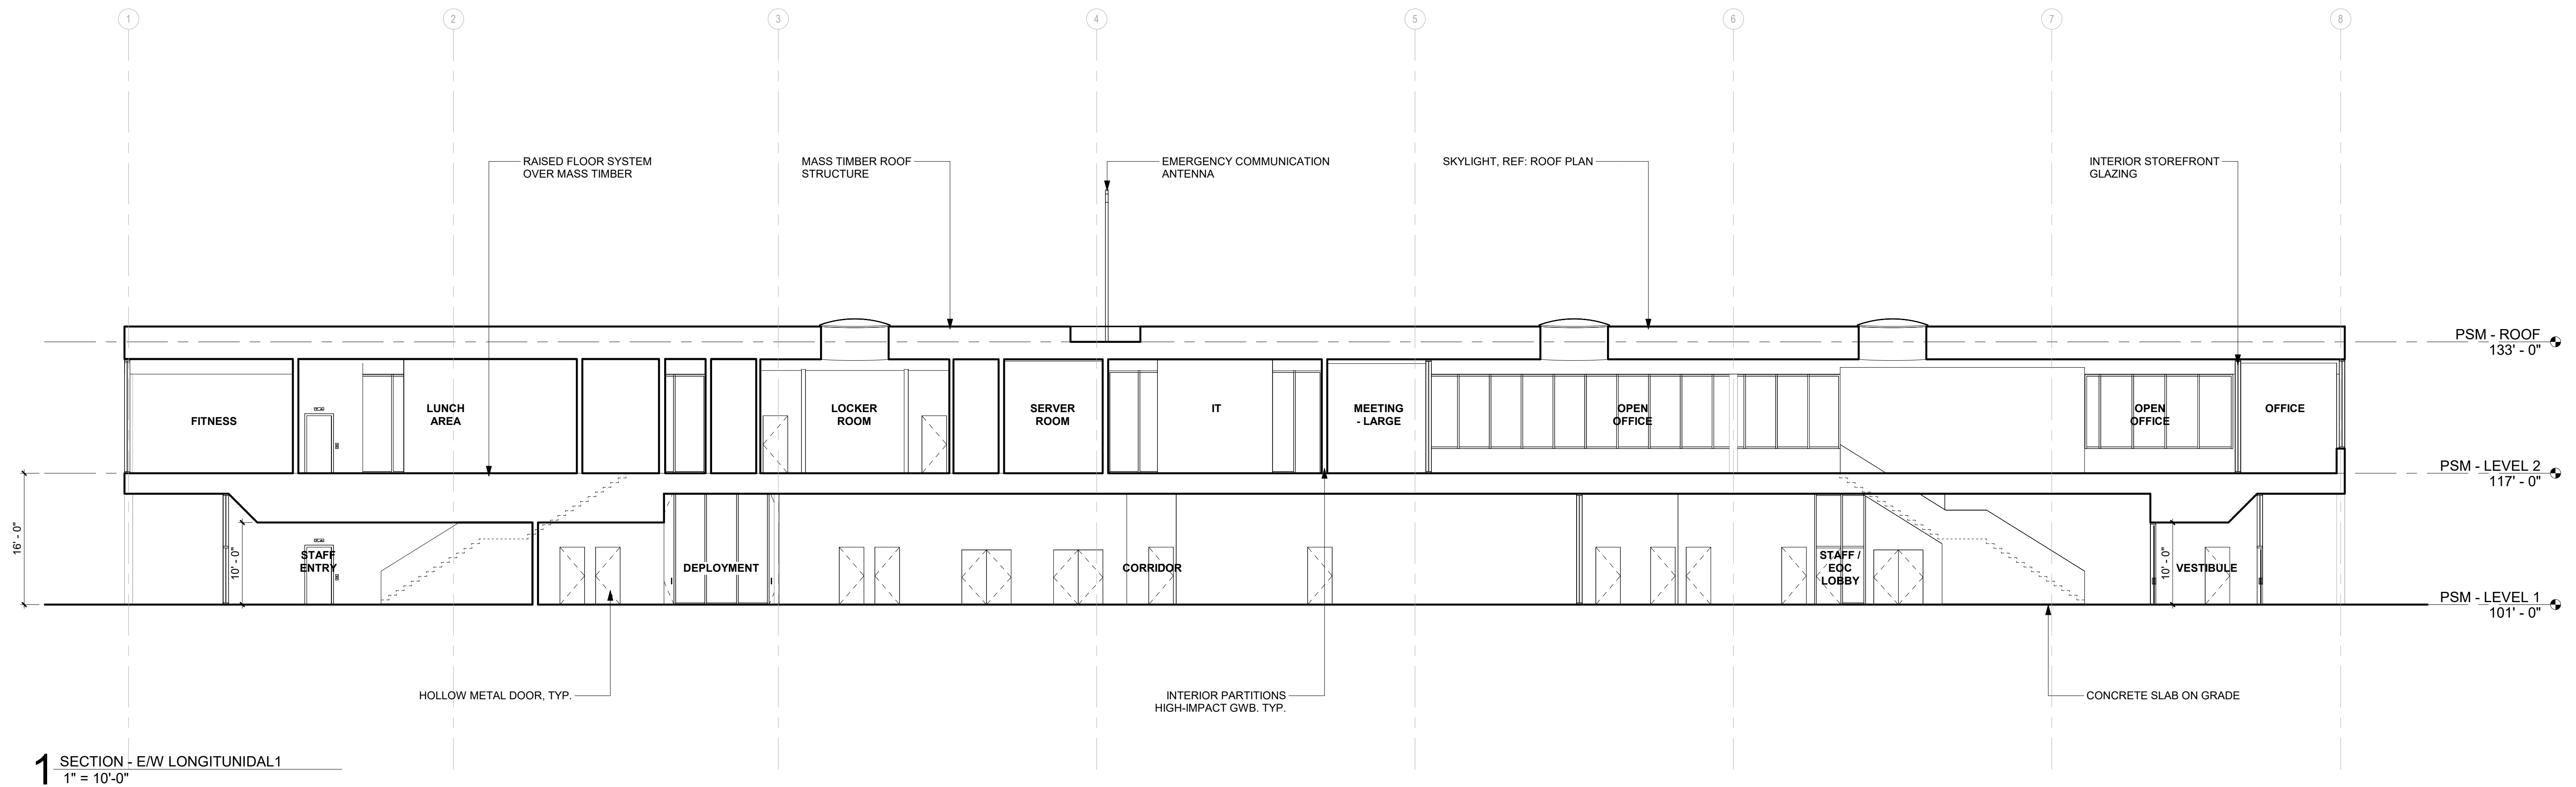 1 2 3 4 5 6 7 8
RAISED FLOOR SYSTEM
OVER MASS TIMBER
MASS TIMBER ROOF
STRUCTURE
EMERGENCY COMMUNICATION
ANTENNA
SKYLIGHT, REF: ROOF PLAN
INTERIOR STOREFRONT
GLAZING
PSM - ROOF
133' - 0"
FITNESS
LUNCH
AREA
LOCKER
ROOM
SERVER
ROOM
IT
MEETING
- LARGE
OPEN
OFFICE
OPEN
OFFICE
OFFICE
PSM - LEVEL 2
117' - 0"
16' - 0"
10' - 0"
STAFF
ENTRY
DEPLOYMENT
CORRIDOR
STAFF /
EOC
LOBBY
10' - 0"
VESTIBULE
PSM - LEVEL 1
101' - 0"
HOLLOW METAL DOOR, TYP.
INTERIOR PARTITIONS
HIGH-IMPACT GWB. TYP.
CONCRETE SLAB ON GRADE
1 SECTION - E/W LONGITUNIDAL1
1" = 10'-0"